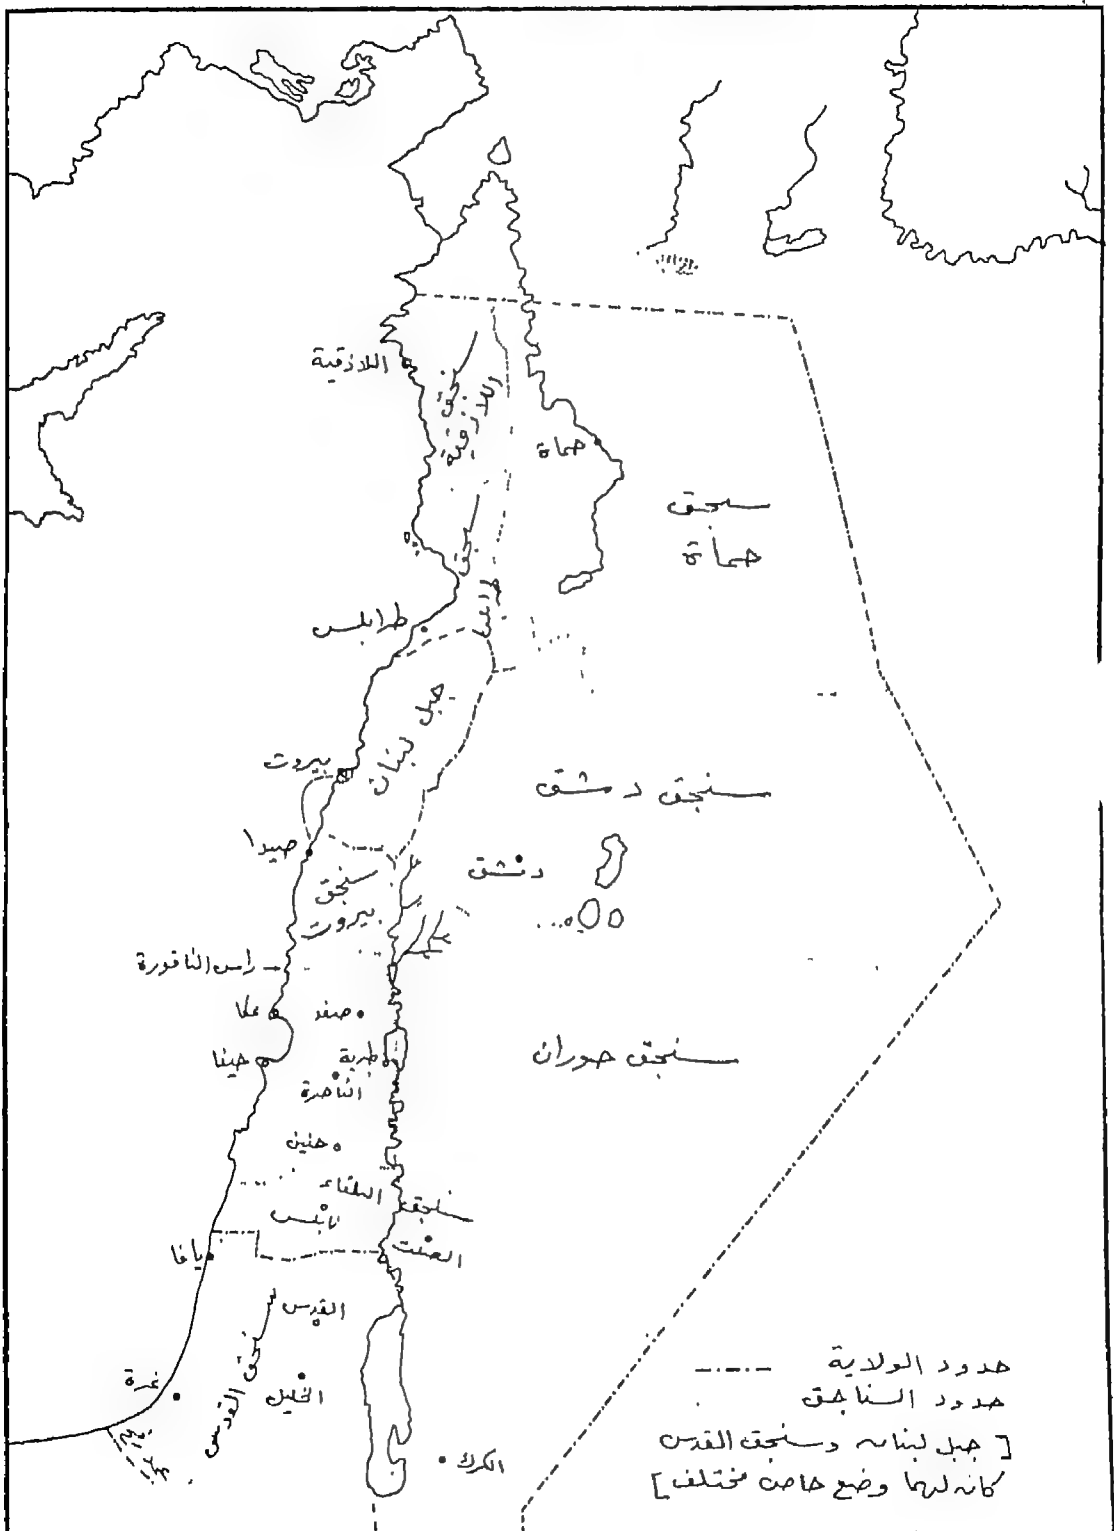 اللاذقية
سنجق
اللاذقية
حماة
سنجق
حماة
سنجق
طرابلس
طرابلس
جبل لبنان
بيروت
سنجق دمشق
صيدا
دمشق
سنجق
بيروت
راس الناقورة
عكا
صفد
حيفا
طبرية
سنجق حوران
الناصرة
جنين
سنجق
البلقاء
نابلس
يافا
الصلت
القدس
سنجق القدس
غزة
الخليل
الكرك
حدود الولاية
حدود السناجق
[ جبل لبنان وسنجق القدس
كان لهما وضع خاص مختلف ]